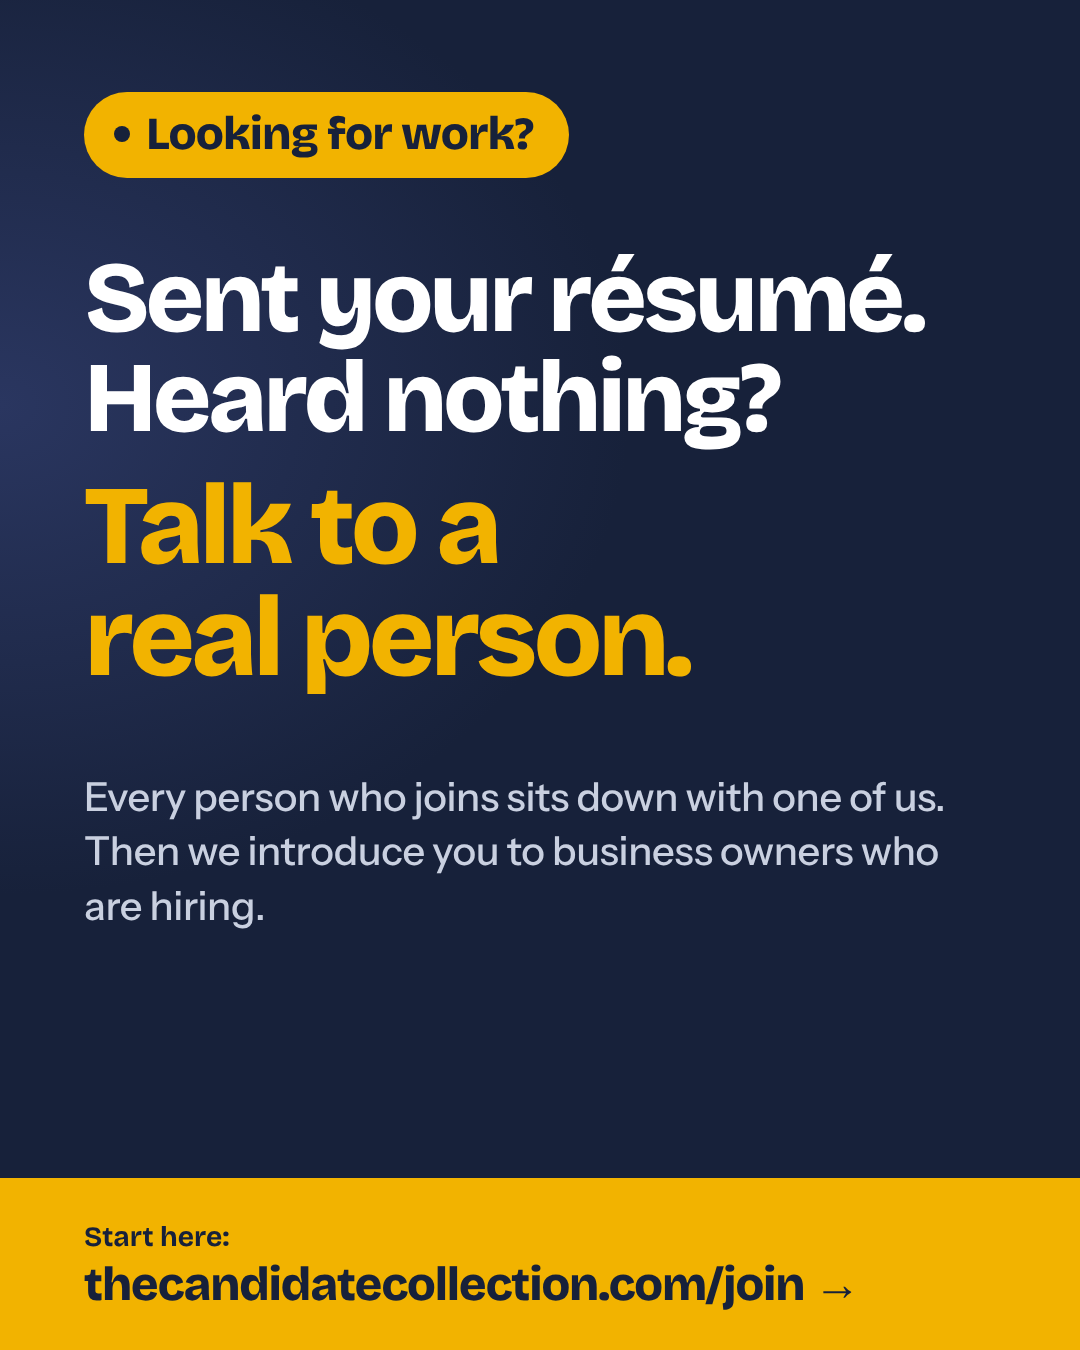 • Looking for work?
Sent your résumé.
Heard nothing?
Talk to a
real person.
Every person who joins sits down with one of us.
Then we introduce you to business owners who
are hiring.
Start here:
thecandidatecollection.com/join →